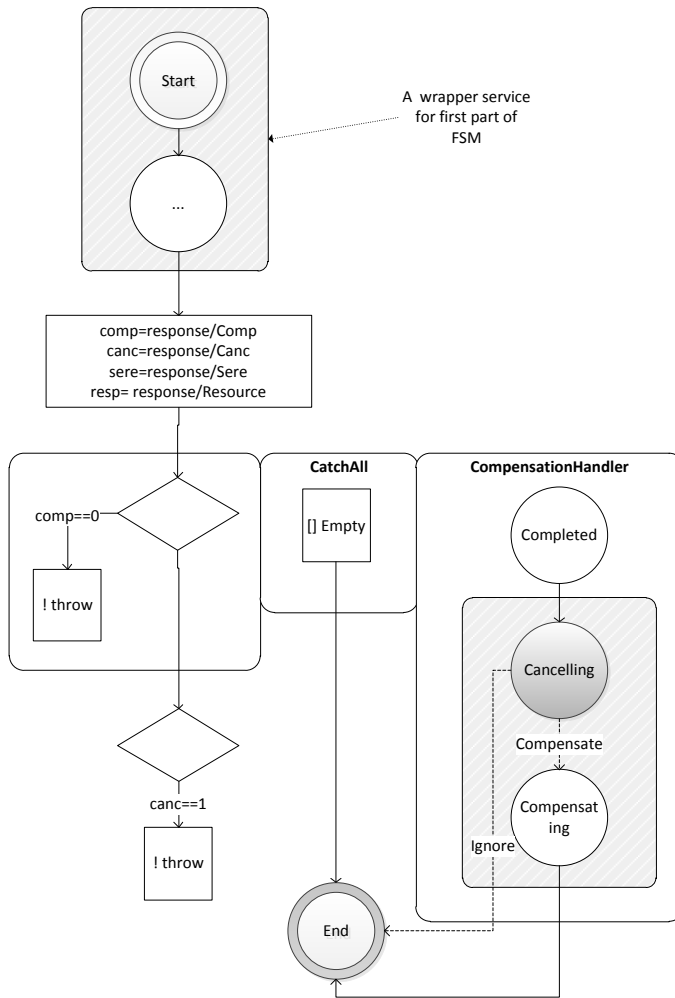 Start
A wrapper service
for first part of
FSM
...
comp=response/Comp
canc=response/Canc
sere=response/Sere
resp= response/Resource
CatchAll
CompensationHandler
comp==0
[] Empty
Completed
! throw
Cancelling
Compensate
canc==1
Compensat
ing
! throw
Ignore
End